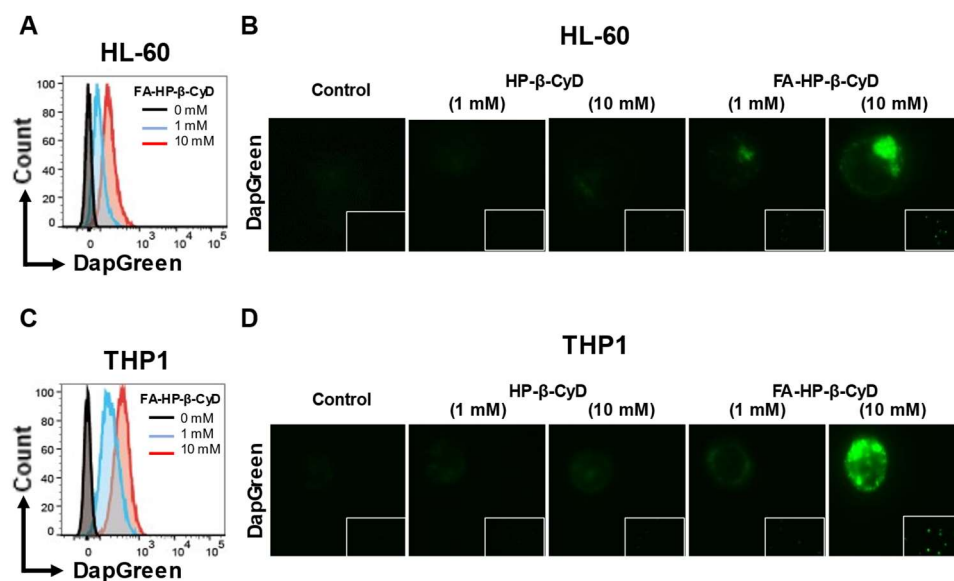 A
HL-60
FA-HP-β-CyD
0 mM
1 mM
10 mM
100
80
60
40
20
0
Count
0 10³ 10⁴ 10⁵
DapGreen
B
HL-60
Control
HP-β-CyD
(1 mM) (10 mM)
FA-HP-β-CyD
(1 mM) (10 mM)
DapGreen
C
THP1
FA-HP-β-CyD
0 mM
1 mM
10 mM
100
80
60
40
20
0
Count
0 10³ 10⁴ 10⁵
DapGreen
D
THP1
Control
HP-β-CyD
(1 mM) (10 mM)
FA-HP-β-CyD
(1 mM) (10 mM)
DapGreen